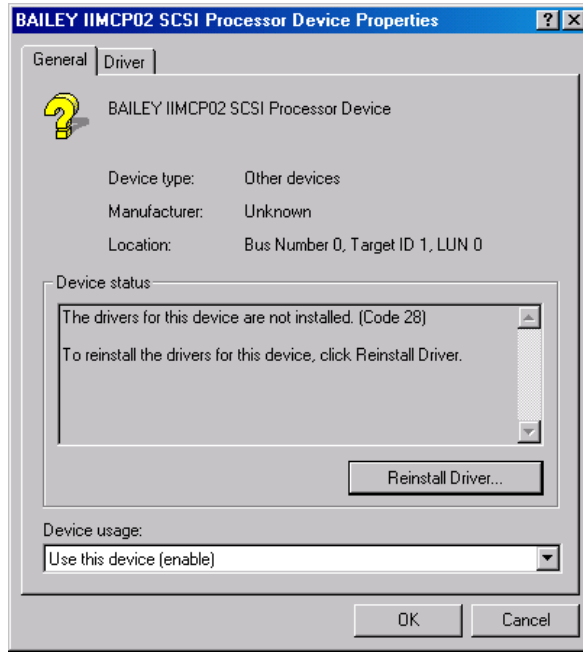 BAILEY IIMCP02 SCSI Processor Device Properties
General Driver
BAILEY IIMCP02 SCSI Processor Device
Device type: Other devices
Manufacturer: Unknown
Location: Bus Number 0, Target ID 1, LUN 0
Device status
The drivers for this device are not installed. (Code 28)
To reinstall the drivers for this device, click Reinstall Driver.
Reinstall Driver...
Device usage:
Use this device (enable)
OK Cancel